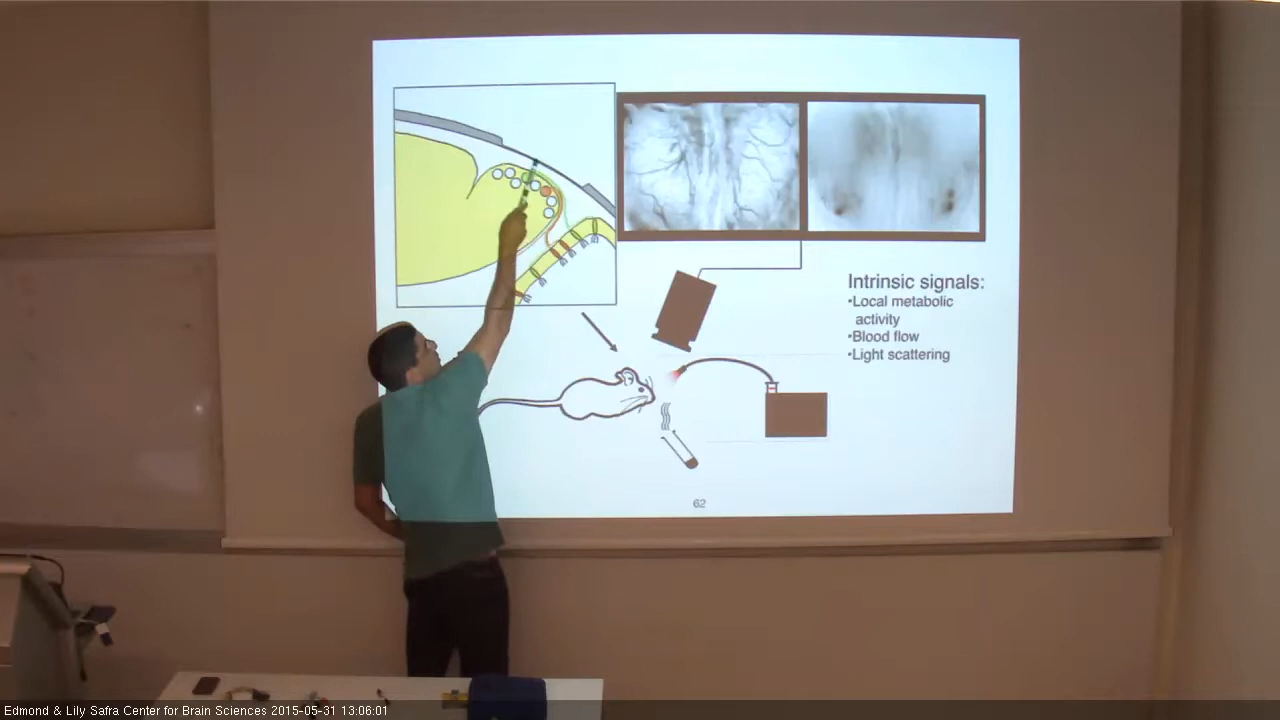 Intrinsic signals:
•Local metabolic
activity
•Blood flow
•Light scattering
62
Edmond & Lily Safra Center for Brain Sciences 2015-05-31 13:06:01